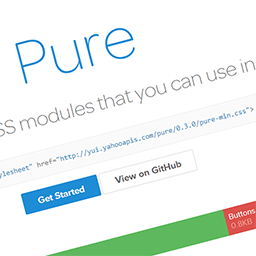 Pure
SS modules that you can use in
ylesheet" href="http://yui.yahooapis.com/pure/0.3.0/pure-min.css">
Get Started
View on GitHub
Buttons
0.8KB